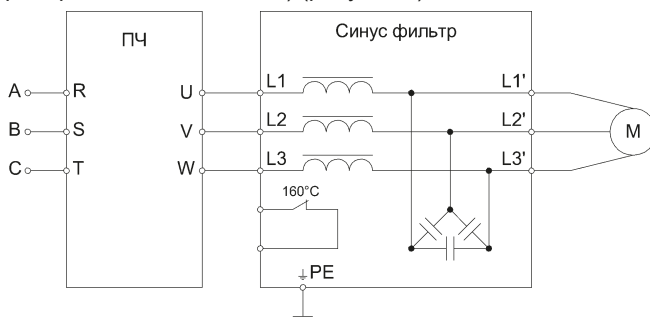 ПЧ
Синус фильтр
A R U L1 L1'
B S V L2 L2' M
C T W L3 L3'
160°C
PE